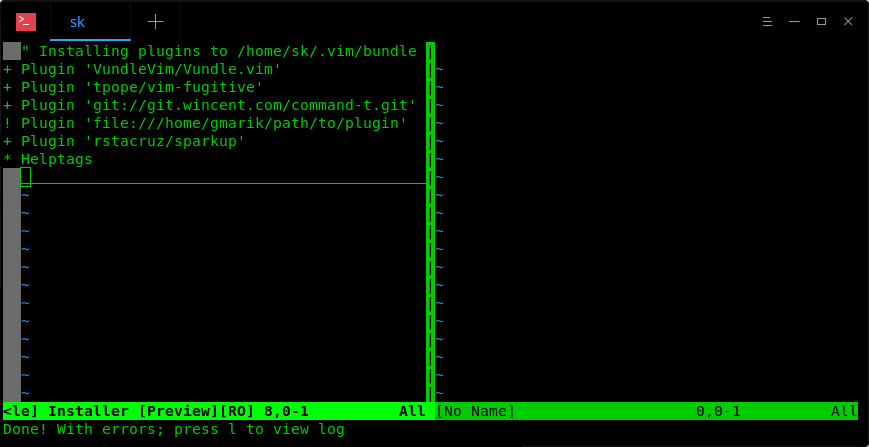 sk
" Installing plugins to /home/sk/.vim/bundle
+ Plugin 'VundleVim/Vundle.vim'
+ Plugin 'tpope/vim-fugitive'
+ Plugin 'git://git.wincent.com/command-t.git'
! Plugin 'file:///home/gmarik/path/to/plugin'
+ Plugin 'rstacruz/sparkup'
* Helptags
<le] Installer [Preview][RO] 8,0-1 All [No Name] 0,0-1 All
Done! With errors; press l to view log